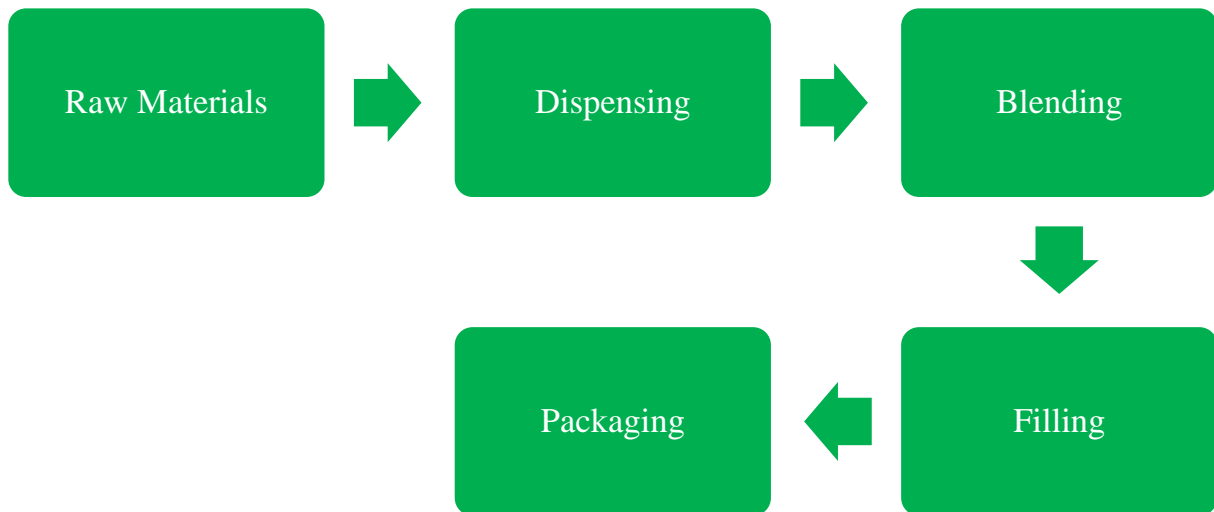 Raw Materials
Dispensing
Blending
Filling
Packaging